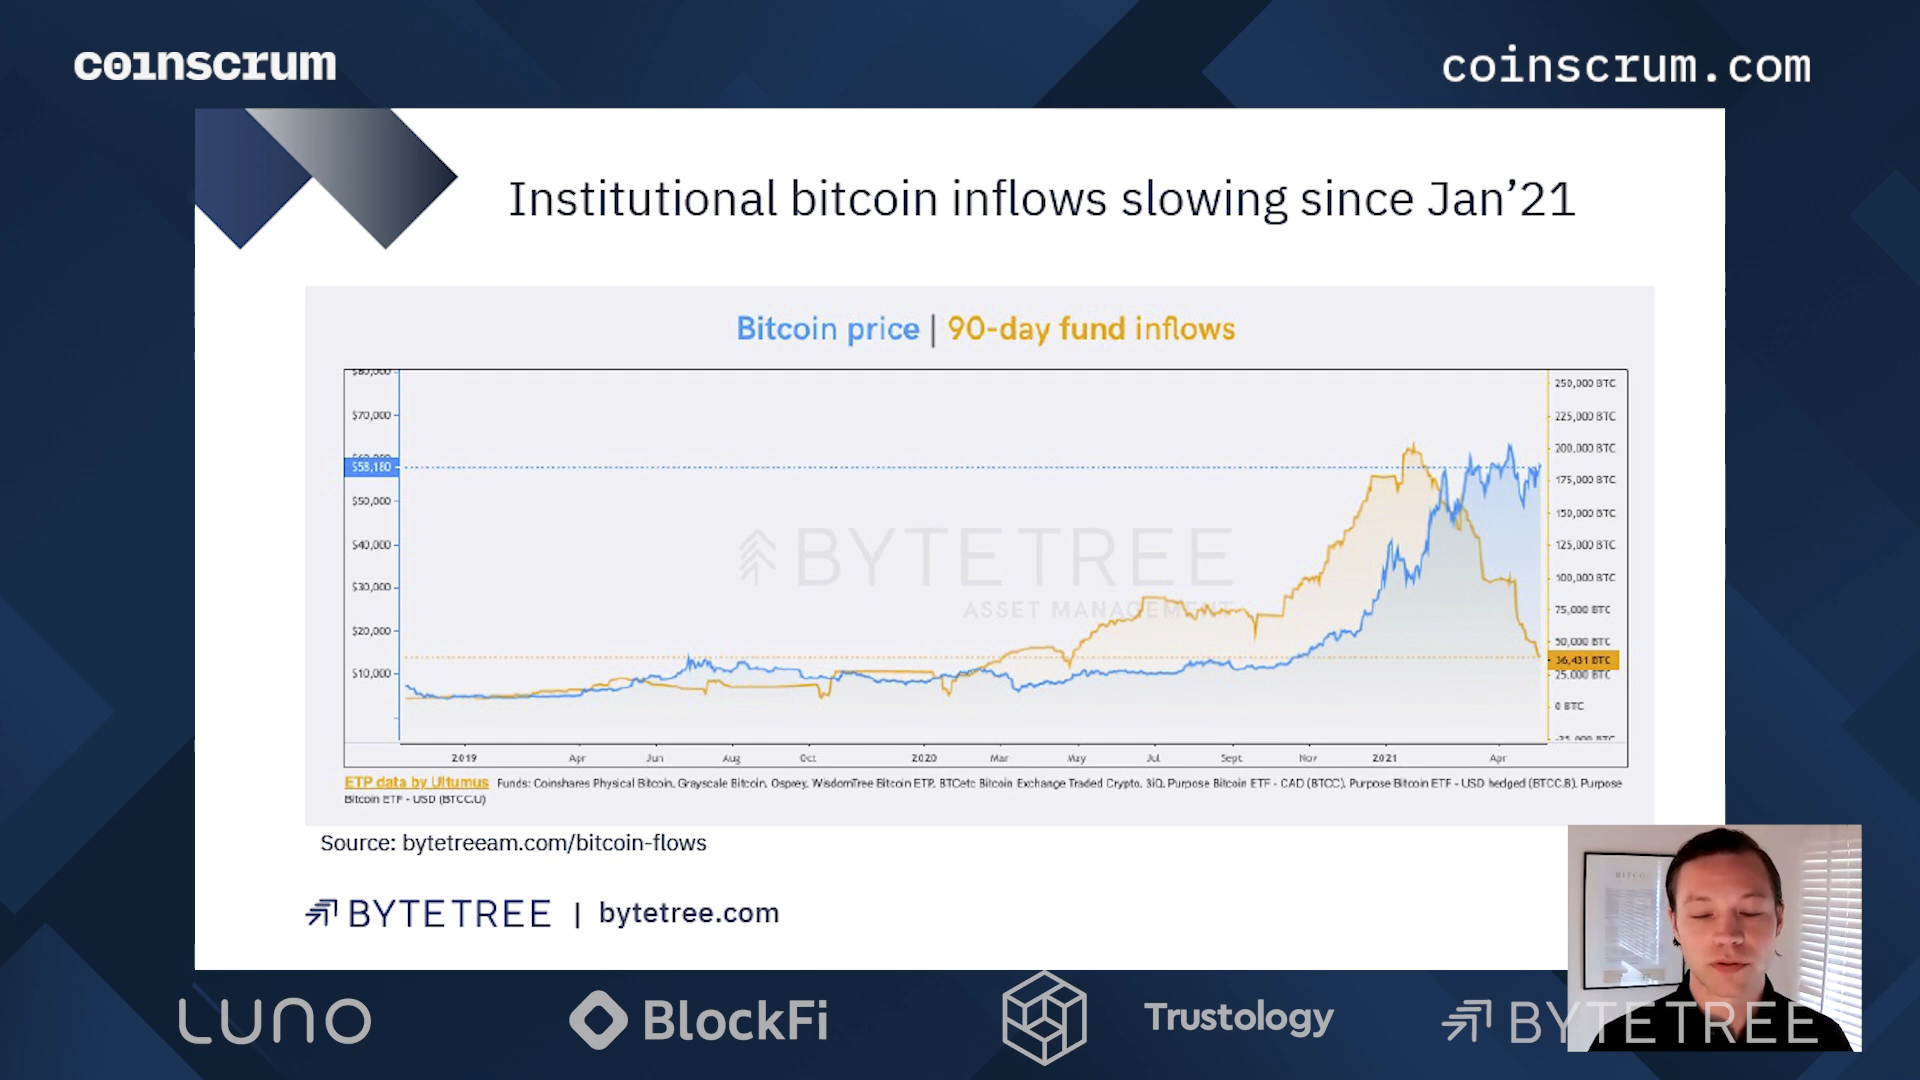 coinscrum
coinscrum.com
Institutional bitcoin inflows slowing since Jan'21
Bitcoin price | 90-day fund inflows
$80,000
$70,000
$58,180
$50,000
$40,000
$30,000
$20,000
$10,000
250,000 BTC
225,000 BTC
200,000 BTC
175,000 BTC
150,000 BTC
125,000 BTC
100,000 BTC
75,000 BTC
50,000 BTC
36,431 BTC
25,000 BTC
0 BTC
-25,000 BTC
BYTETREE
ASSET MANAGEMENT
2019 Apr Jun Aug Oct 2020 Mar May Jul Sept Nov 2021 Apr
ETP data by Ultumus Funds: Coinshares Physical Bitcoin, Grayscale Bitcoin, Osprey, WisdomTree Bitcoin ETP, BTCetc Bitcoin Exchange Traded Crypto, 3iQ, Purpose Bitcoin ETF - CAD (BTCC), Purpose Bitcoin ETF - USD hedged (BTCC.B), Purpose
Bitcoin ETF - USD (BTCC.U)
Source: bytetreeam.com/bitcoin-flows
BYTETREE | bytetree.com
LUNO
BlockFi
Trustology
BYTETREE